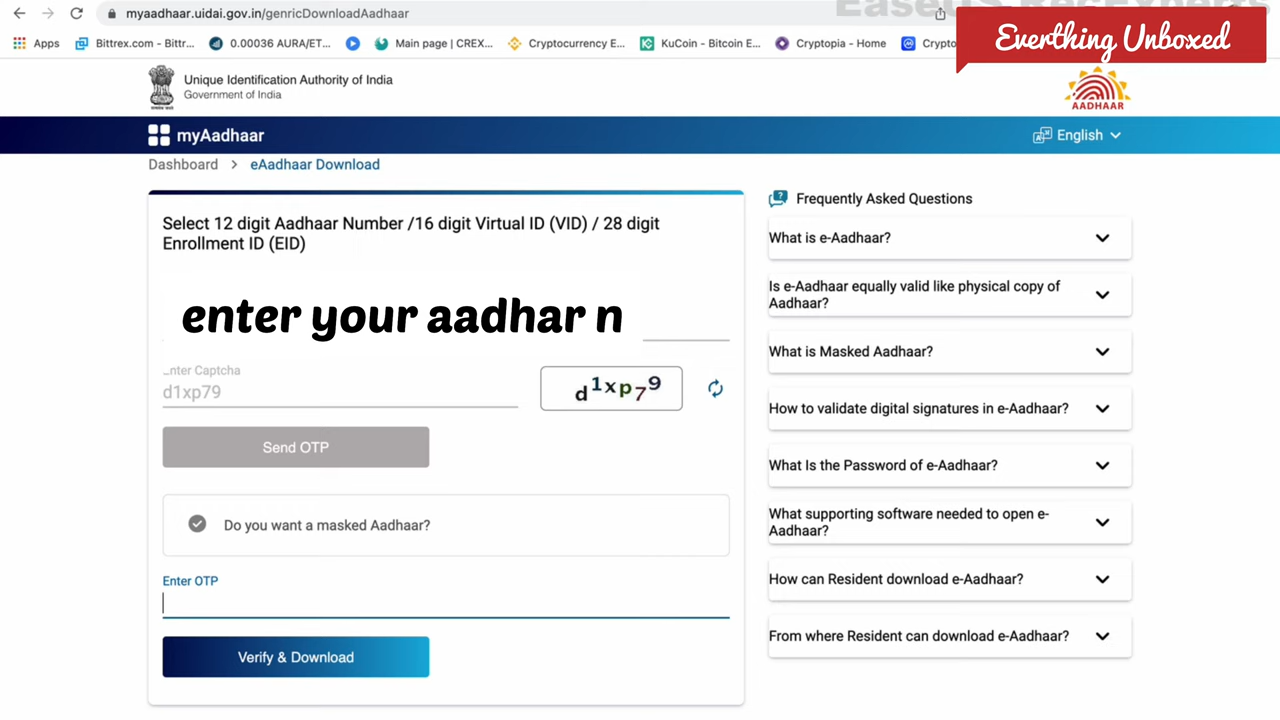 myaadhaar.uidai.gov.in/genricDownloadAadhaar
EaseUS RecExperts
Apps
Bittrex.com - Bittr...
0.00036 AURA/ET...
Main page | CREX...
Cryptocurrency E...
KuCoin - Bitcoin E...
Cryptopia - Home
Crypto
Everthing Unboxed
Unique Identification Authority of India
Government of India
AADHAAR
myAadhaar
English
Dashboard > eAadhaar Download
Select 12 digit Aadhaar Number /16 digit Virtual ID (VID) / 28 digit
Enrollment ID (EID)
enter your aadhar n
Enter Captcha
d1xp79
d1xp79
Send OTP
Do you want a masked Aadhaar?
Enter OTP
Verify & Download
Frequently Asked Questions
What is e-Aadhaar?
Is e-Aadhaar equally valid like physical copy of
Aadhaar?
What is Masked Aadhaar?
How to validate digital signatures in e-Aadhaar?
What Is the Password of e-Aadhaar?
What supporting software needed to open e-
Aadhaar?
How can Resident download e-Aadhaar?
From where Resident can download e-Aadhaar?